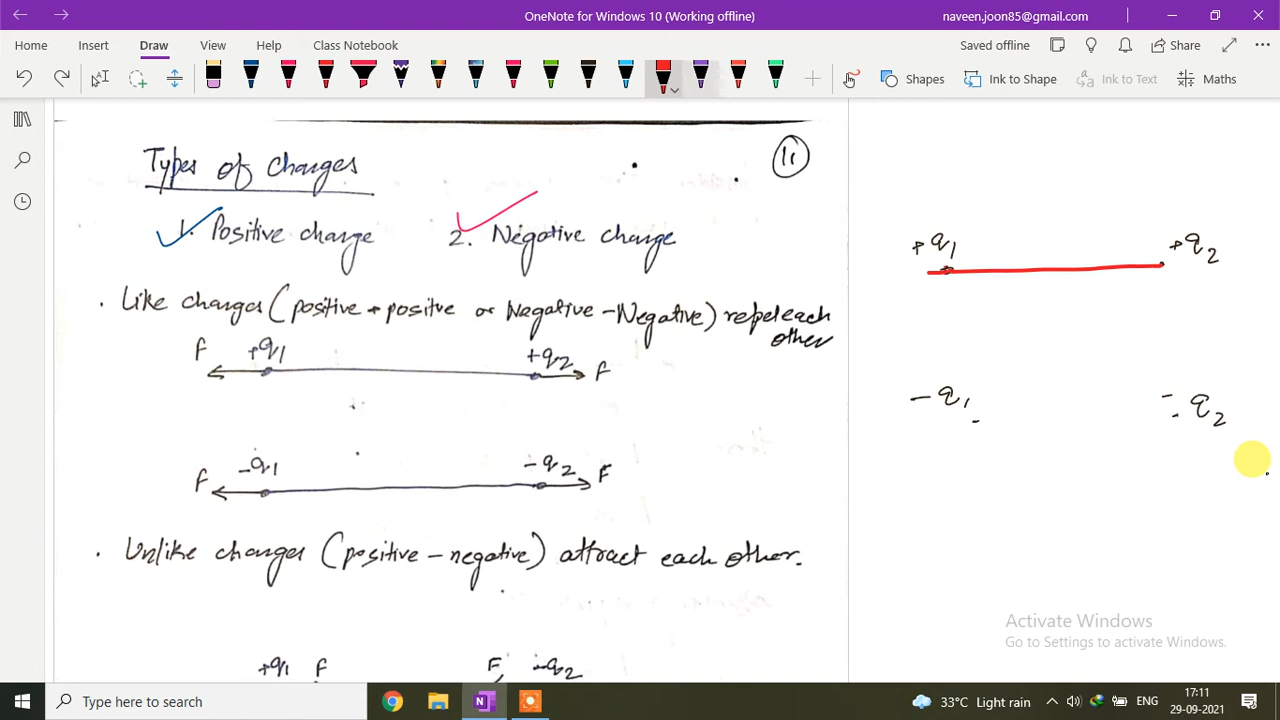 OneNote for Windows 10 (Working offline)
naveen.joon85@gmail.com
Home Insert Draw View Help Class Notebook
Saved offline Share
Shapes Ink to Shape Ink to Text Maths
Types of charges
11
1. Positive charge 2. Negative charge
. Like charges (positive + positive or Negative - Negative) repel each
other
F +q1 +q2 F
F -q1 -q2 F
. Unlike charges (positive - negative) attract each other.
+q1 F F -q2
+q1 +q2
- q1 - q2
Activate Windows
Go to Settings to activate Windows.
Type here to search
33°C Light rain ENG 17:11
29-09-2021